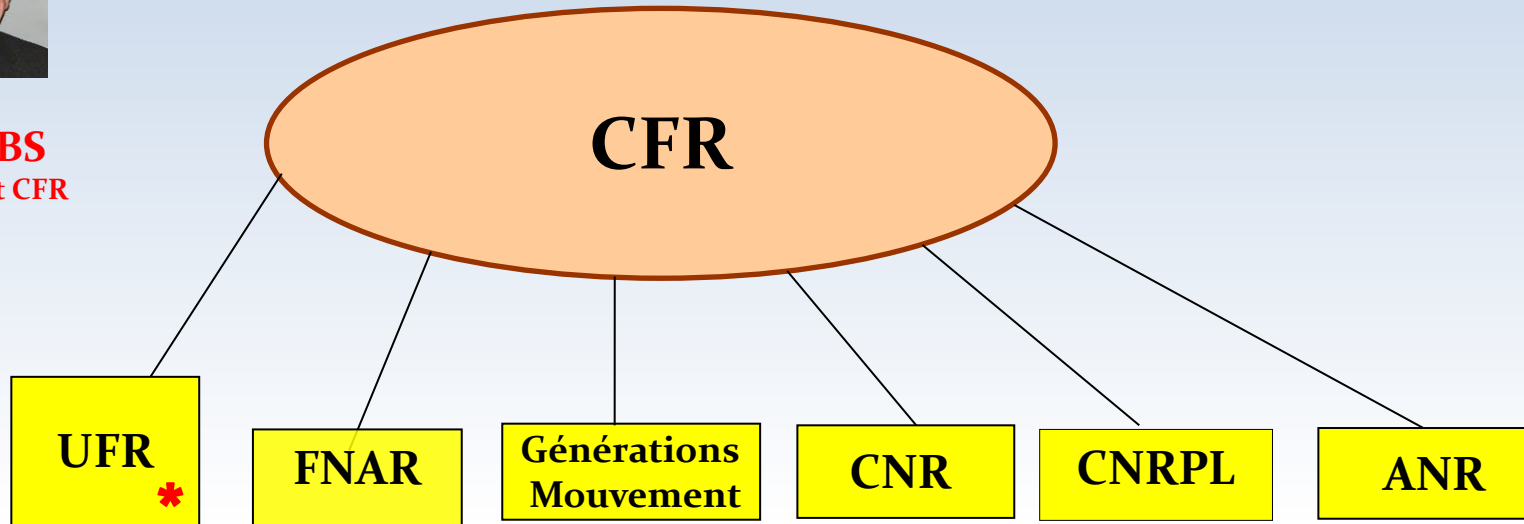 CFR
BS
t CFR
UFR
*
FNAR
Générations
Mouvement
CNR
CNRPL
ANR